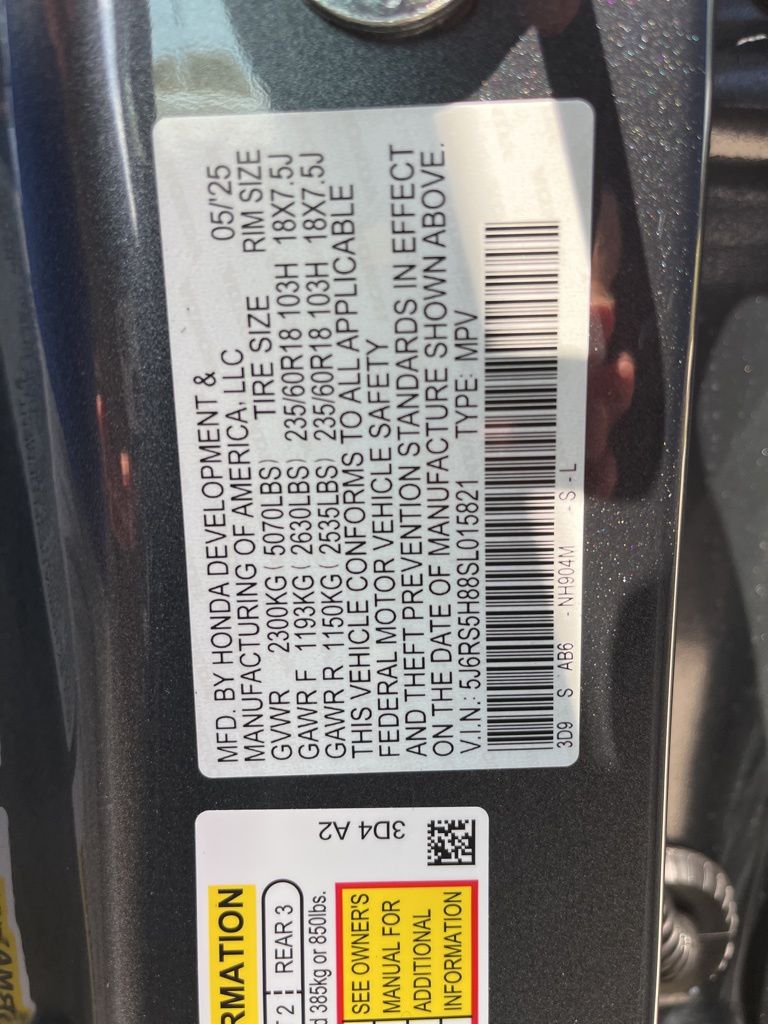 MFD. BY HONDA DEVELOPMENT &
MANUFACTURING OF AMERICA, LLC 05/'25
GVWR 2300KG ( 5070LBS) TIRE SIZE RIM SIZE
GAWR F 1193KG ( 2630LBS) 235/60R18 103H 18X7.5J
GAWR R 1150KG ( 2535LBS) 235/60R18 103H 18X7.5J
THIS VEHICLE CONFORMS TO ALL APPLICABLE
FEDERAL MOTOR VEHICLE SAFETY
AND THEFT PREVENTION STANDARDS IN EFFECT
ON THE DATE OF MANUFACTURE SHOWN ABOVE.
V.I.N.: 5J6RS5H88SL015821 TYPE: MPV
3D9 S AB6 - NH904M - S - L
3D4 A2
RMATION
2 REAR 3
385kg or 850lbs.
SEE OWNER'S
MANUAL FOR
ADDITIONAL
INFORMATION